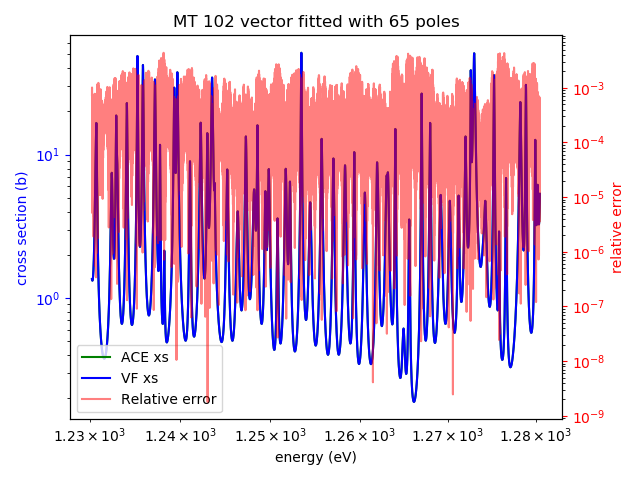 MT 102 vector fitted with 65 poles
10¹
10⁰
cross section (b)
10⁻³
10⁻⁴
10⁻⁵
10⁻⁶
10⁻⁷
10⁻⁸
10⁻⁹
relative error
ACE xs
VF xs
Relative error
1.23 × 10³ 1.24 × 10³ 1.25 × 10³ 1.26 × 10³ 1.27 × 10³ 1.28 × 10³
energy (eV)